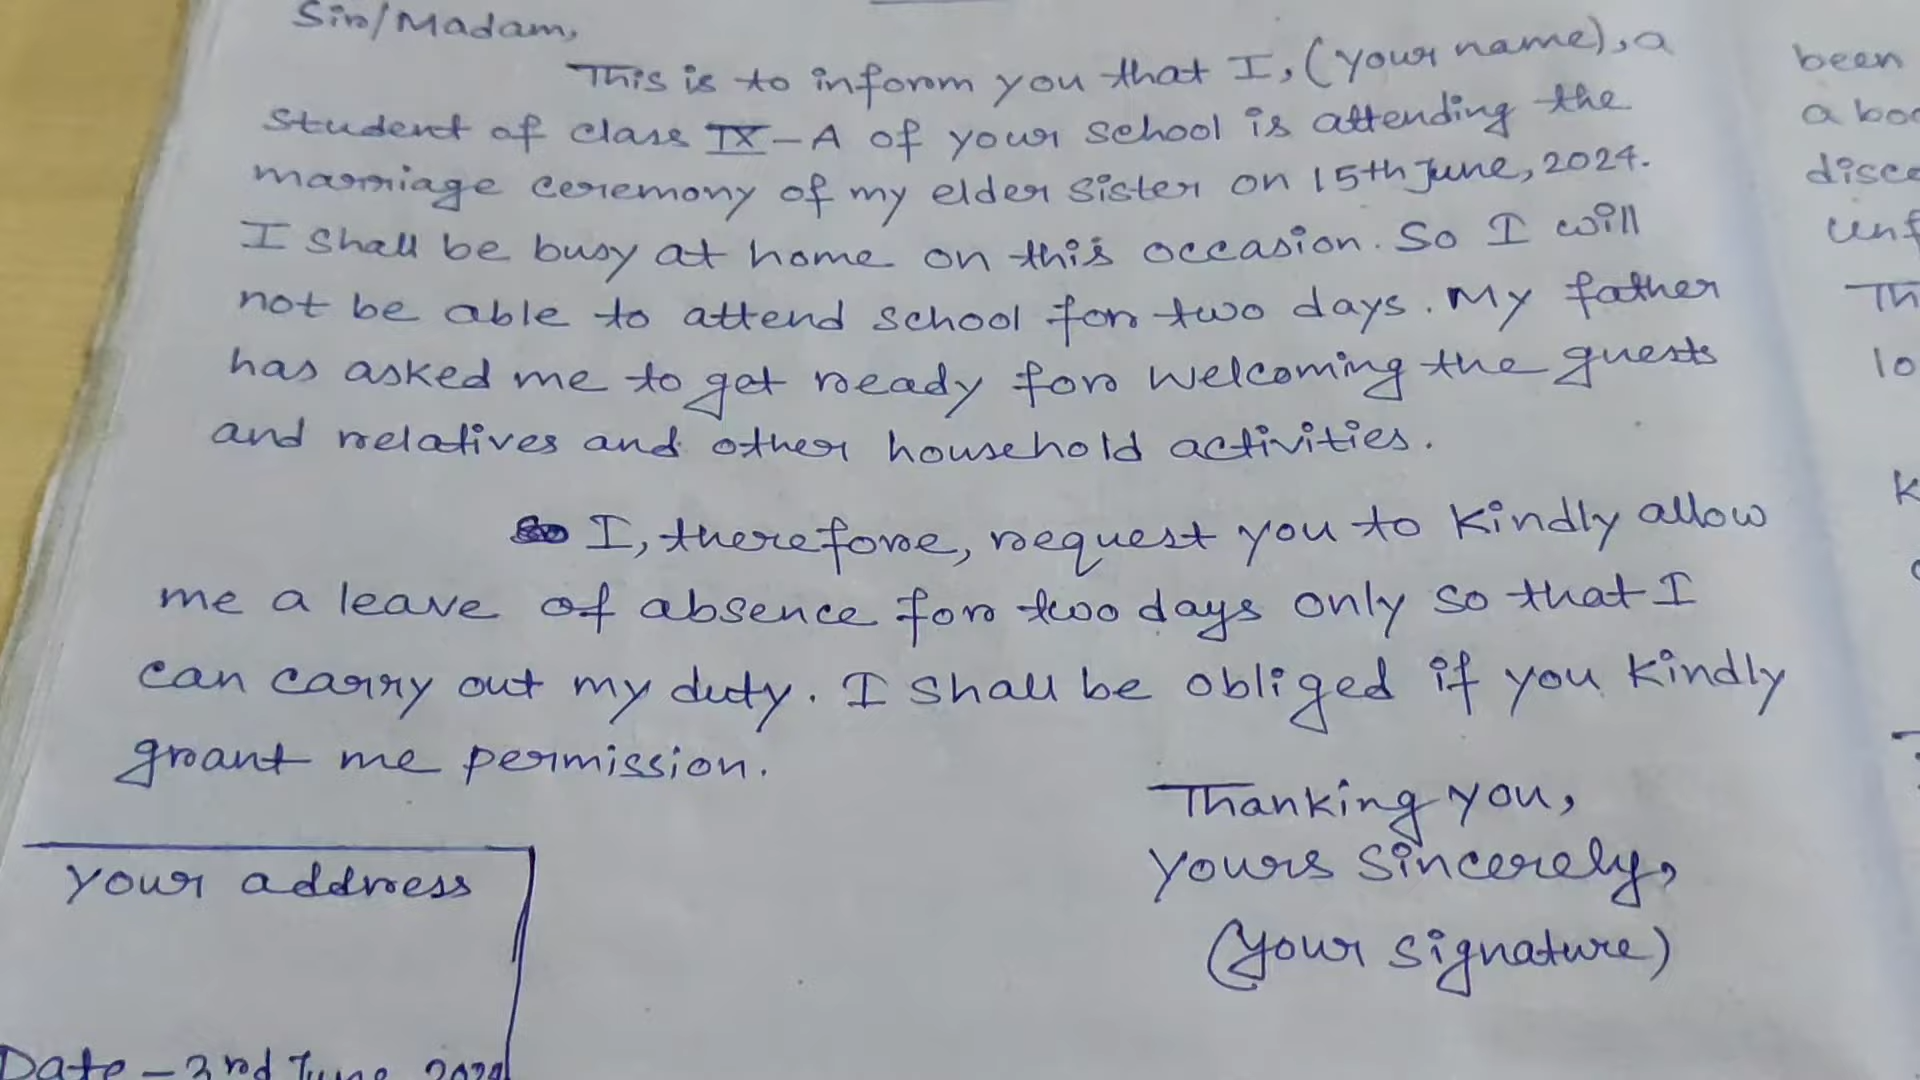 Sir/Madam,
This is to inform you that I, (your name), a
student of class IX-A of your school is attending the
marriage ceremony of my elder sister on 15th June, 2024.
I shall be busy at home on this occasion. So I will
not be able to attend school for two days. My father
has asked me to get ready for welcoming the guests
and relatives and other household activities.
I, therefore, request you to kindly allow
me a leave of absence for two days only so that I
can carry out my duty. I shall be obliged if you kindly
grant me permission.
Thanking you,
yours sincerely,
(your signature)
your address
Date - 3rd June, 2024
been
a
Th
10